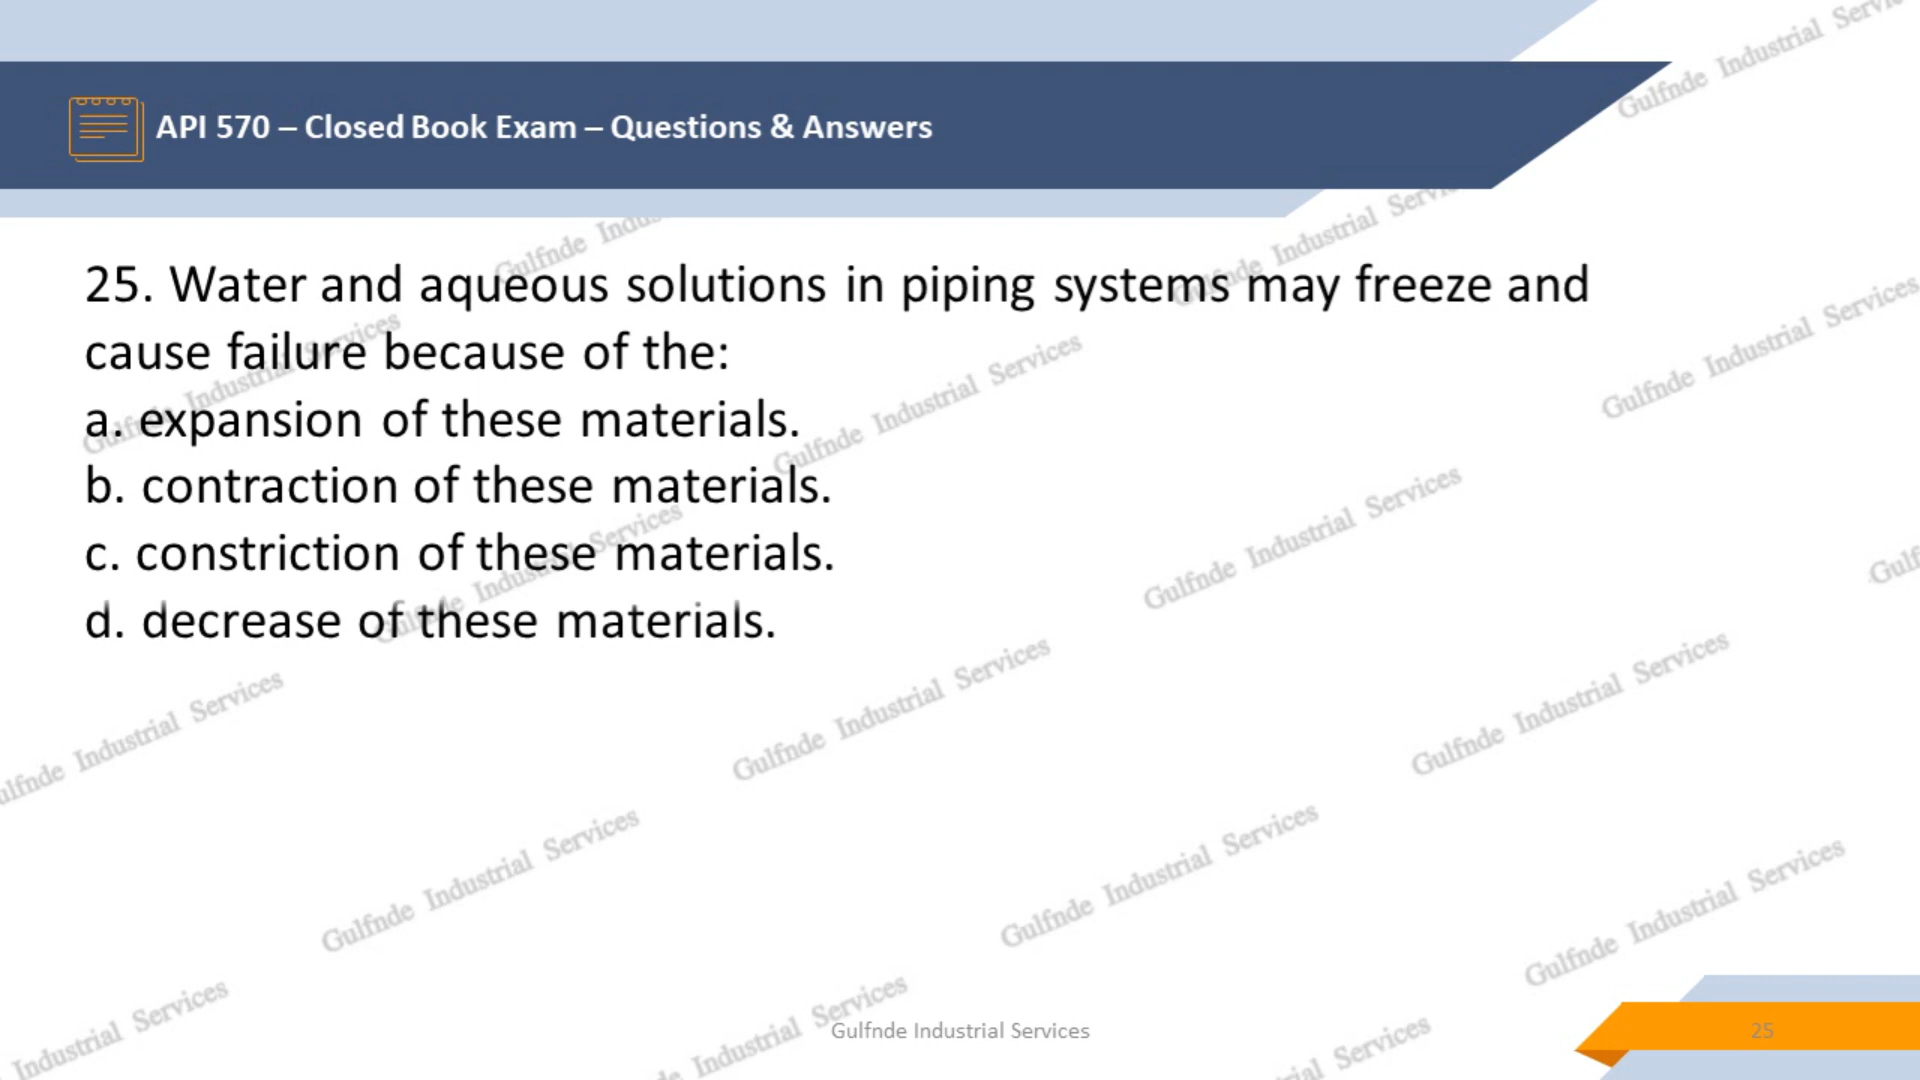 API 570 – Closed Book Exam – Questions & Answers
25. Water and aqueous solutions in piping systems may freeze and
cause failure because of the:
a. expansion of these materials.
b. contraction of these materials.
c. constriction of these materials.
d. decrease of these materials.
Gulfnde Industrial Services
25